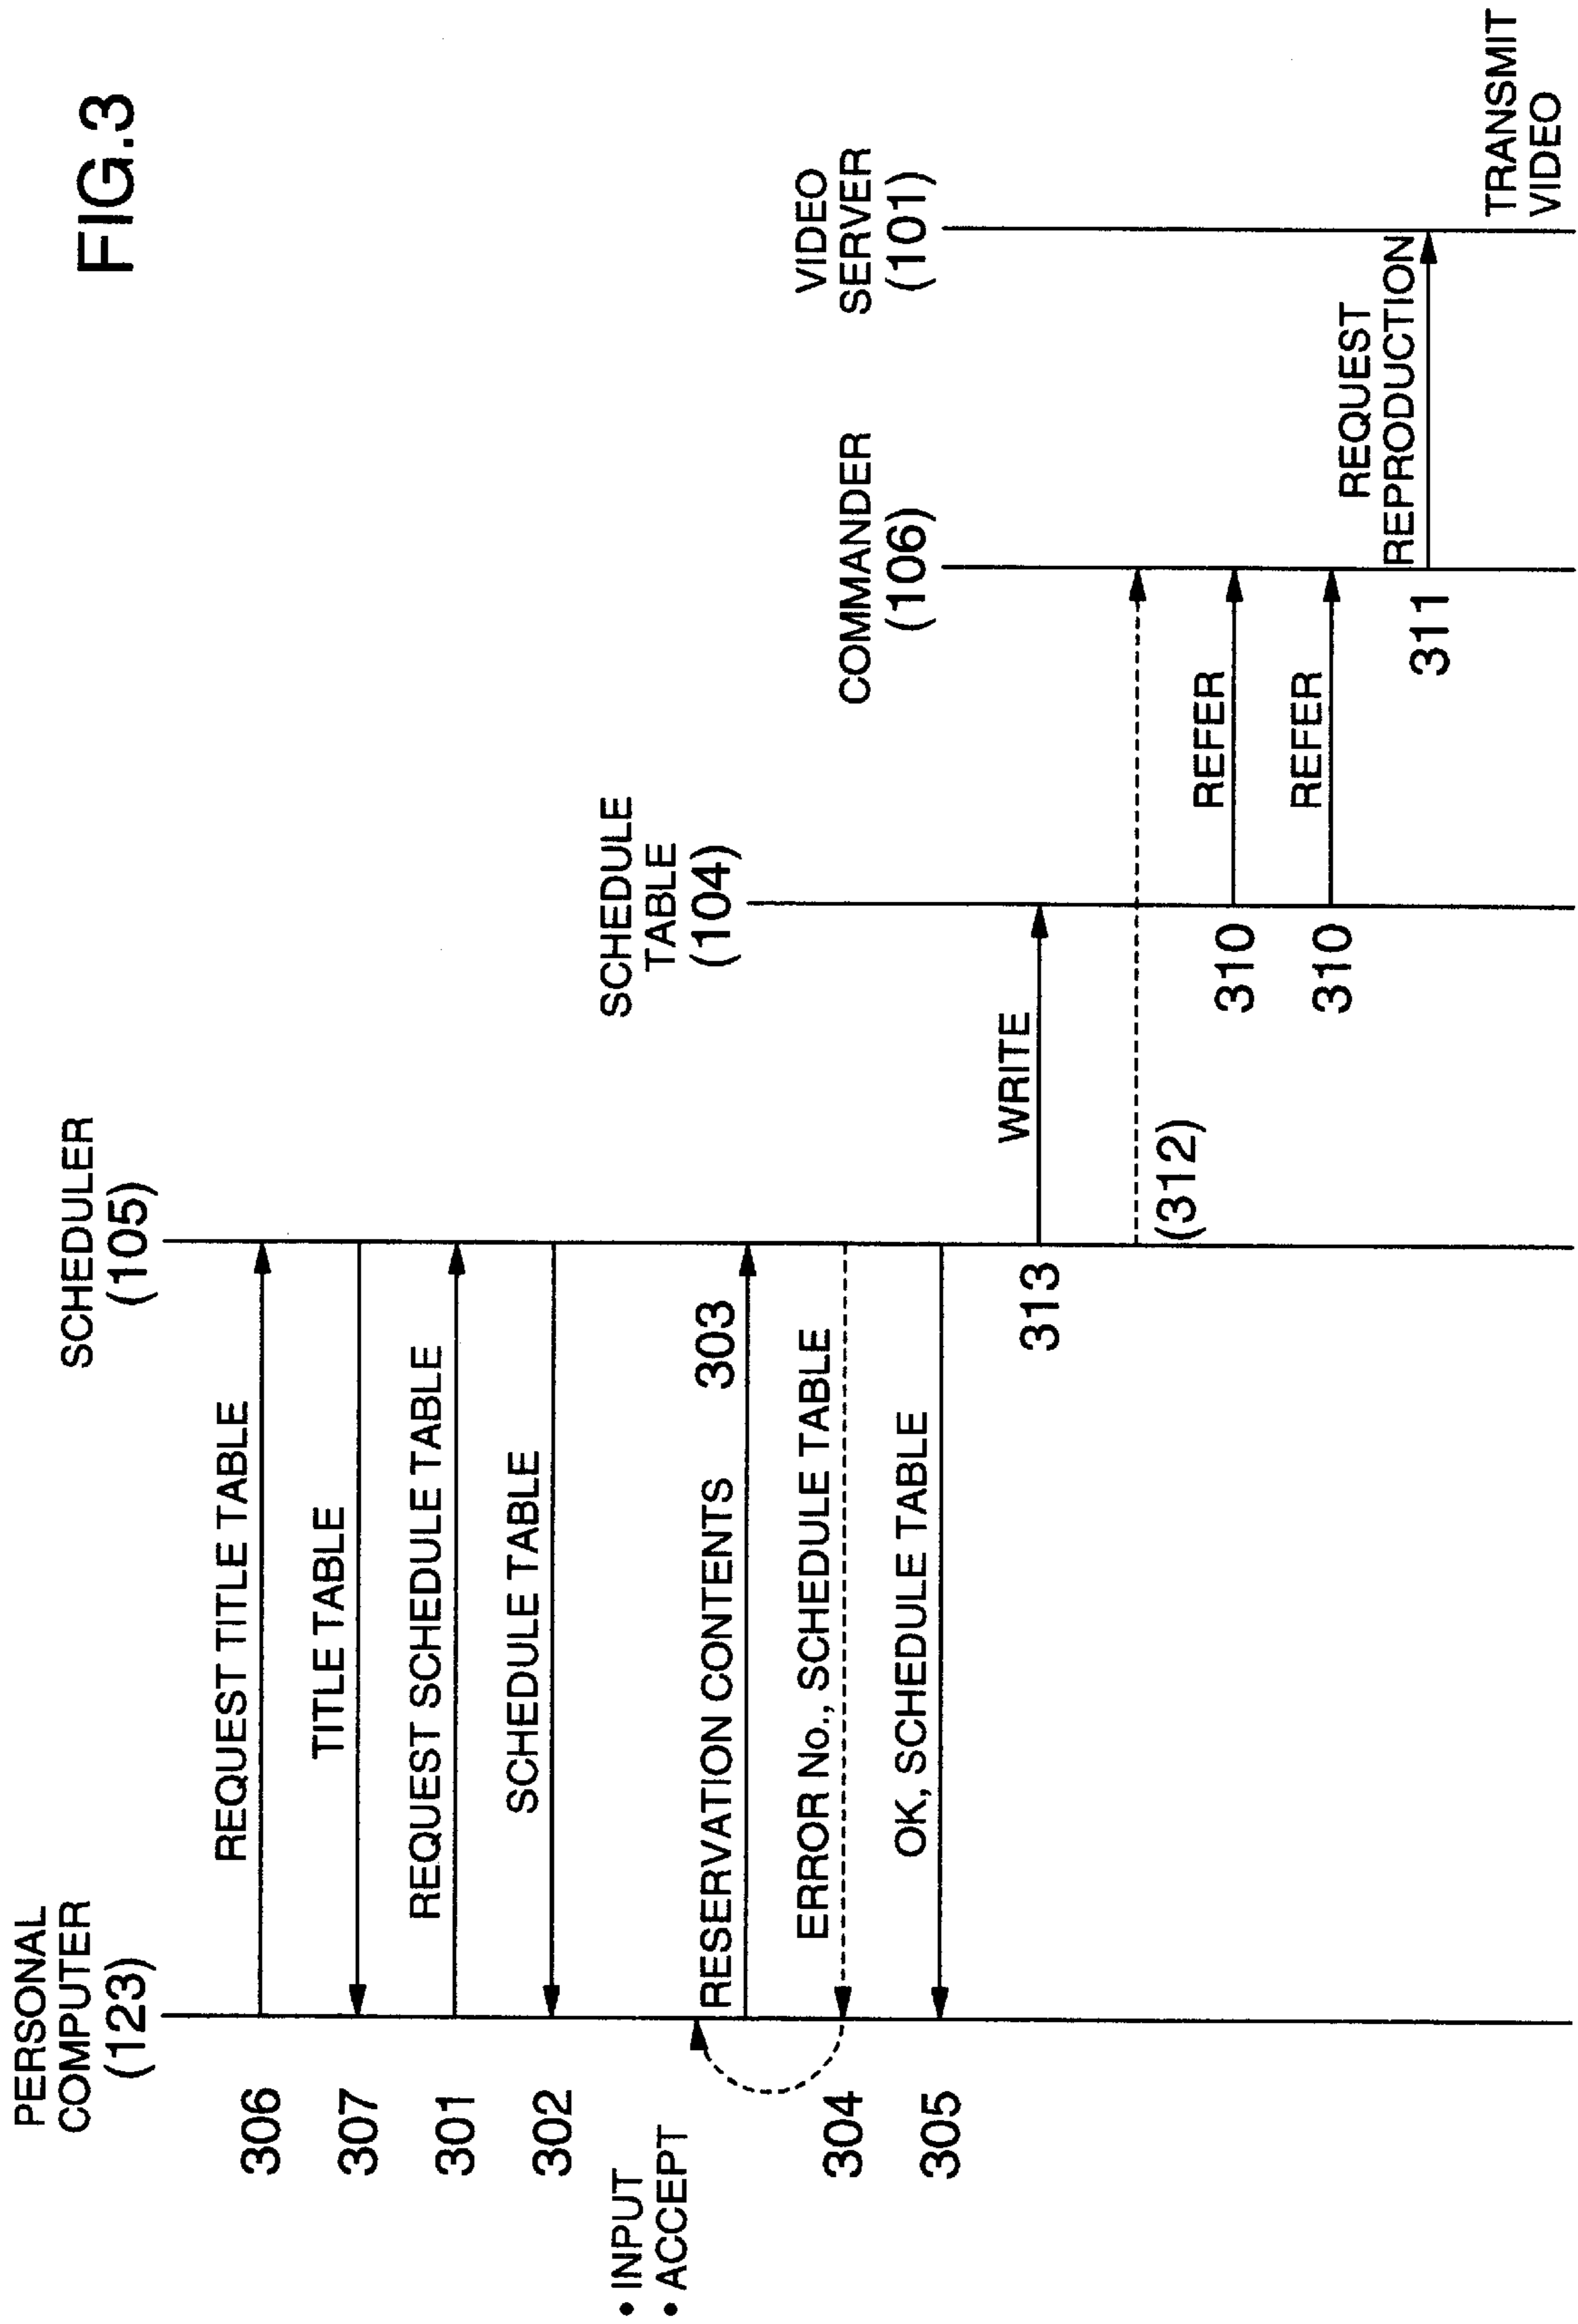 FIG.3
PERSONAL
COMPUTER
(123)
SCHEDULER
(105)
SCHEDULE
TABLE
(104)
COMMANDER
(106)
VIDEO
SERVER
(101)
306
REQUEST TITLE TABLE
307
TITLE TABLE
301
REQUEST SCHEDULE TABLE
302
SCHEDULE TABLE
• INPUT
• ACCEPT
RESERVATION CONTENTS
303
304
ERROR No., SCHEDULE TABLE
305
OK, SCHEDULE TABLE
313
WRITE
(312)
310
REFER
310
REFER
311
REQUEST
REPRODUCTION
TRANSMIT
VIDEO